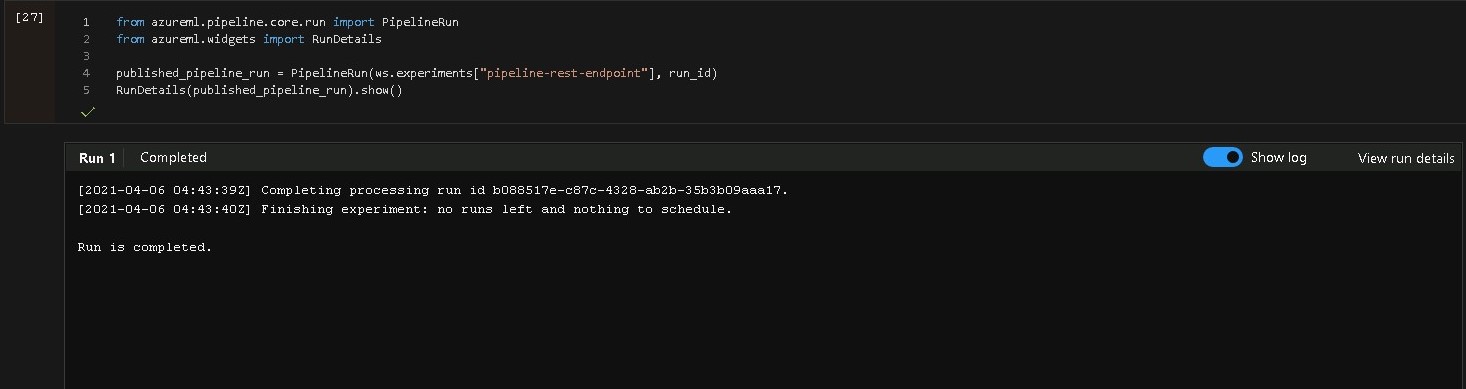 [27]
1 from azureml.pipeline.core.run import PipelineRun
2 from azureml.widgets import RunDetails
3
4 published_pipeline_run = PipelineRun(ws.experiments["pipeline-rest-endpoint"], run_id)
5 RunDetails(published_pipeline_run).show()
Run 1 Completed Show log View run details
[2021-04-06 04:43:39Z] Completing processing run id b088517e-c87c-4328-ab2b-35b3b09aaa17.
[2021-04-06 04:43:40Z] Finishing experiment: no runs left and nothing to schedule.
Run is completed.